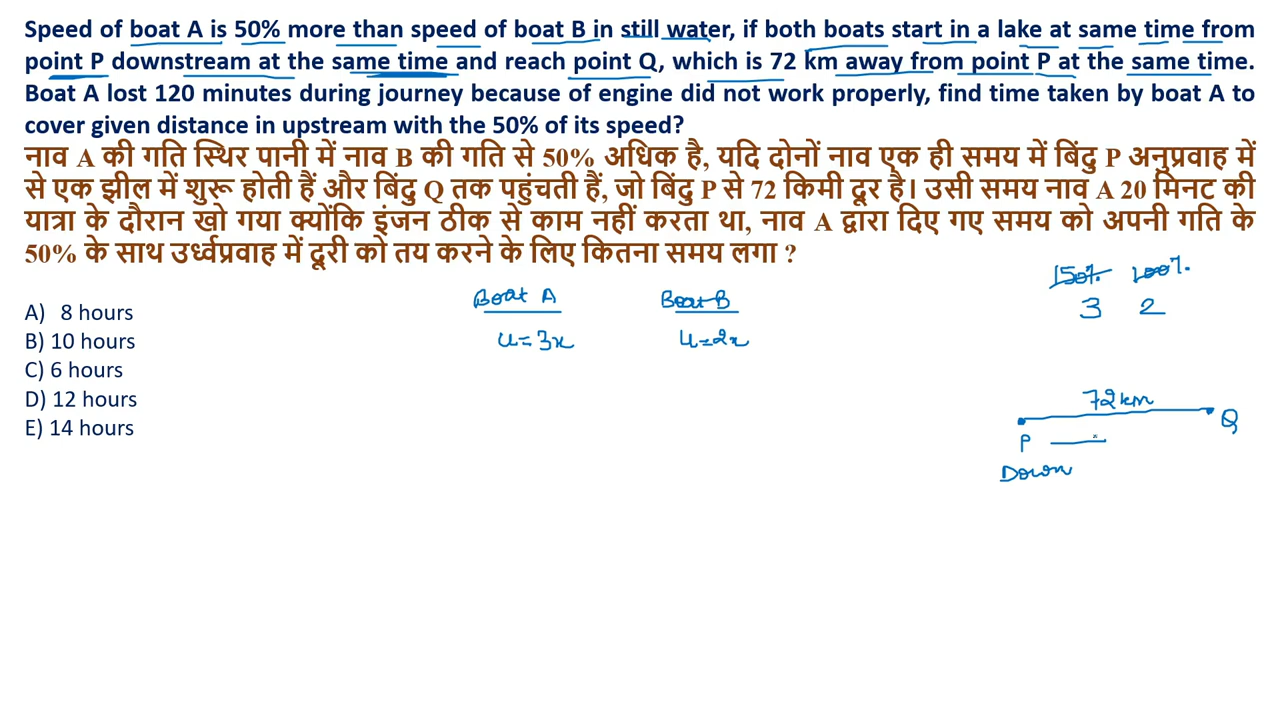 Speed of boat A is 50% more than speed of boat B in still water, if both boats start in a lake at same time from
point P downstream at the same time and reach point Q, which is 72 km away from point P at the same time.
Boat A lost 120 minutes during journey because of engine did not work properly, find time taken by boat A to
cover given distance in upstream with the 50% of its speed?
नाव A की गति स्थिर पानी में नाव B की गति से 50% अधिक है, यदि दोनों नाव एक ही समय में बिंदु P अनुप्रवाह में
से एक झील में शुरू होती हैं और बिंदु Q तक पहुंचती हैं, जो बिंदु P से 72 किमी दूर है। उसी समय नाव A 20 मिनट की
यात्रा के दौरान खो गया क्योंकि इंजन ठीक से काम नहीं करता था, नाव A द्वारा दिए गए समय को अपनी गति के
50% के साथ उर्ध्वप्रवाह में दूरी को तय करने के लिए कितना समय लगा ?
150% 100%
3 2
Boat A Boat B
u=3x u=2x
A) 8 hours
B) 10 hours
C) 6 hours
D) 12 hours
E) 14 hours
72km
P Q
Down